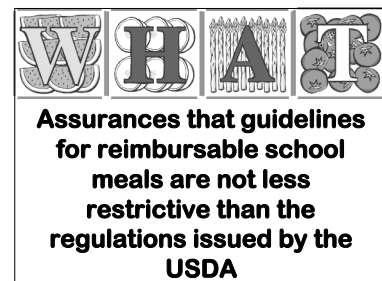 WHAT
Assurances that guidelines
for reimbursable school
meals are not less
restrictive than the
regulations issued by the
USDA